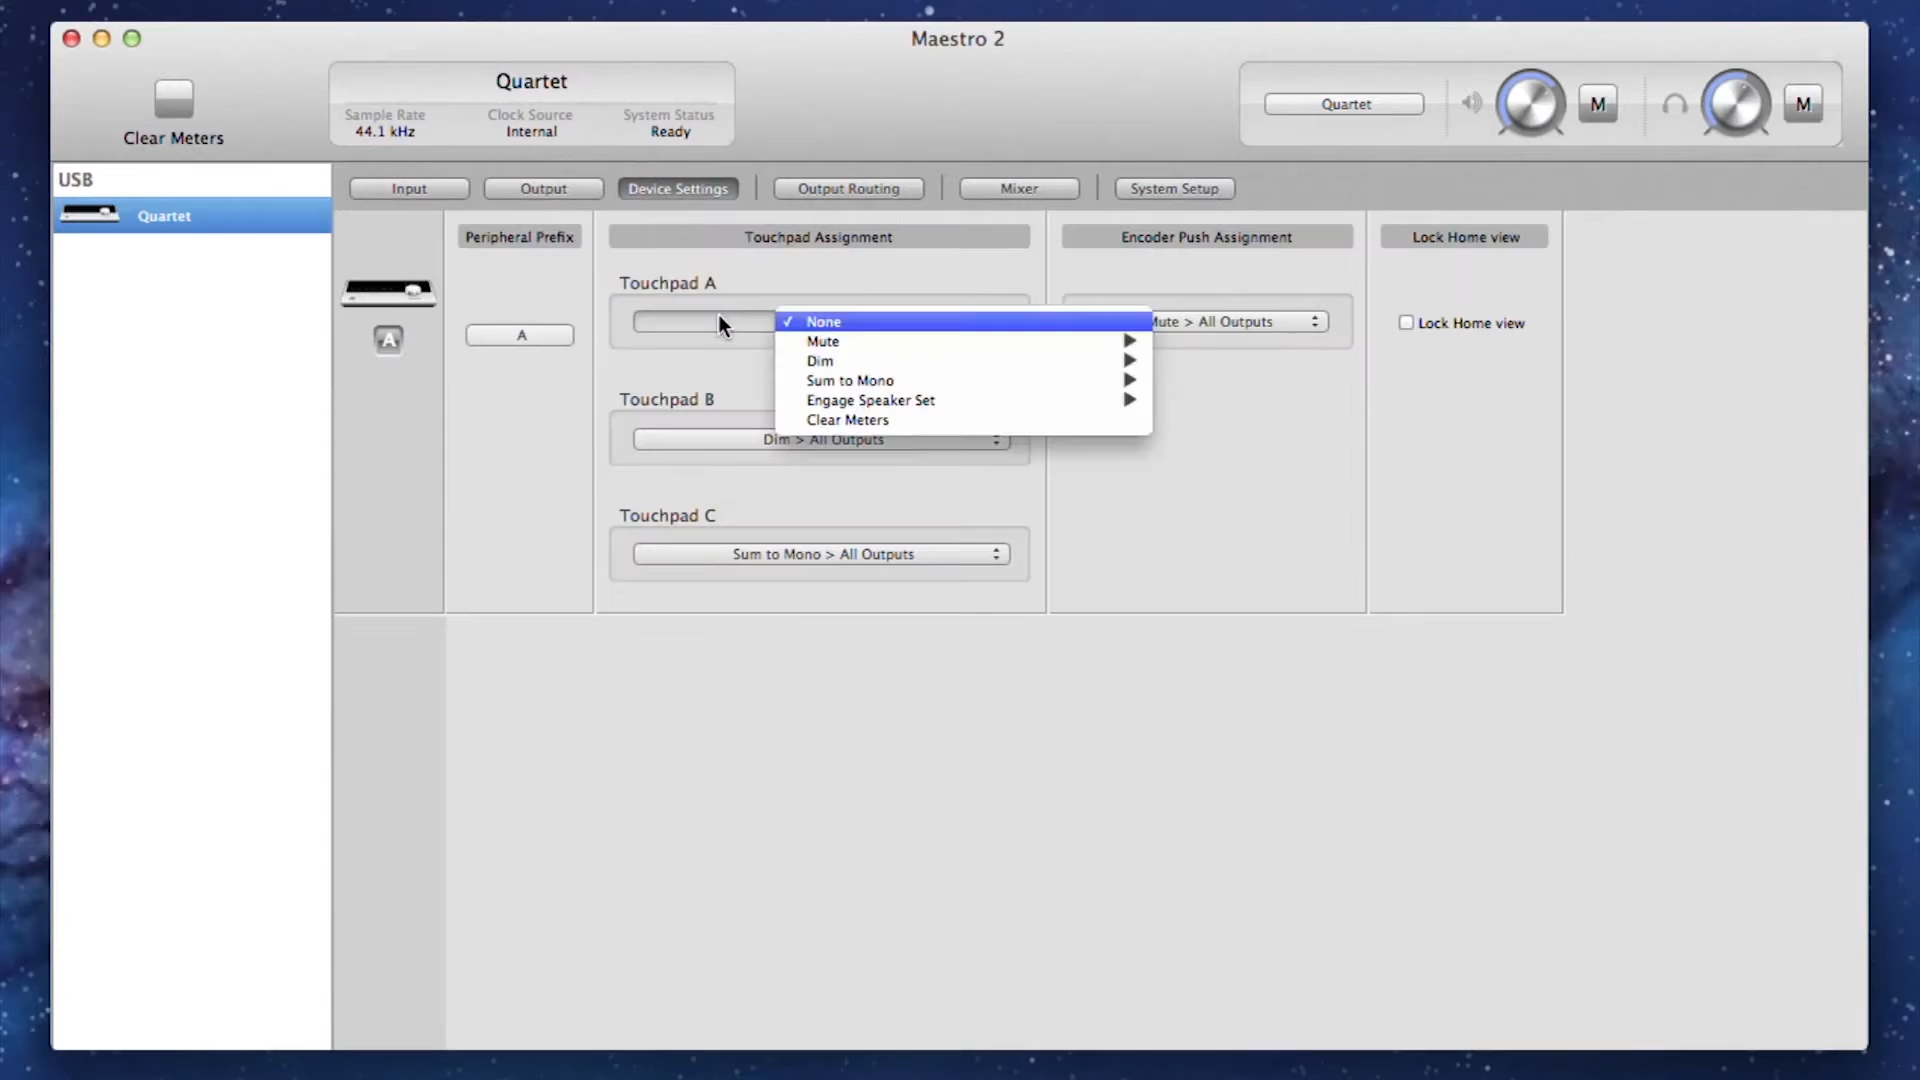 Maestro 2
Clear Meters
Quartet
Sample Rate
44.1 kHz
Clock Source
Internal
System Status
Ready
Quartet
M
M
USB
Quartet
Input
Output
Device Settings
Output Routing
Mixer
System Setup
Peripheral Prefix
Touchpad Assignment
Encoder Push Assignment
Lock Home view
A
A
Touchpad A
✓ None
Mute
Dim
Sum to Mono
Engage Speaker Set
Clear Meters
Mute > All Outputs
Lock Home view
Touchpad B
Dim > All Outputs
Touchpad C
Sum to Mono > All Outputs